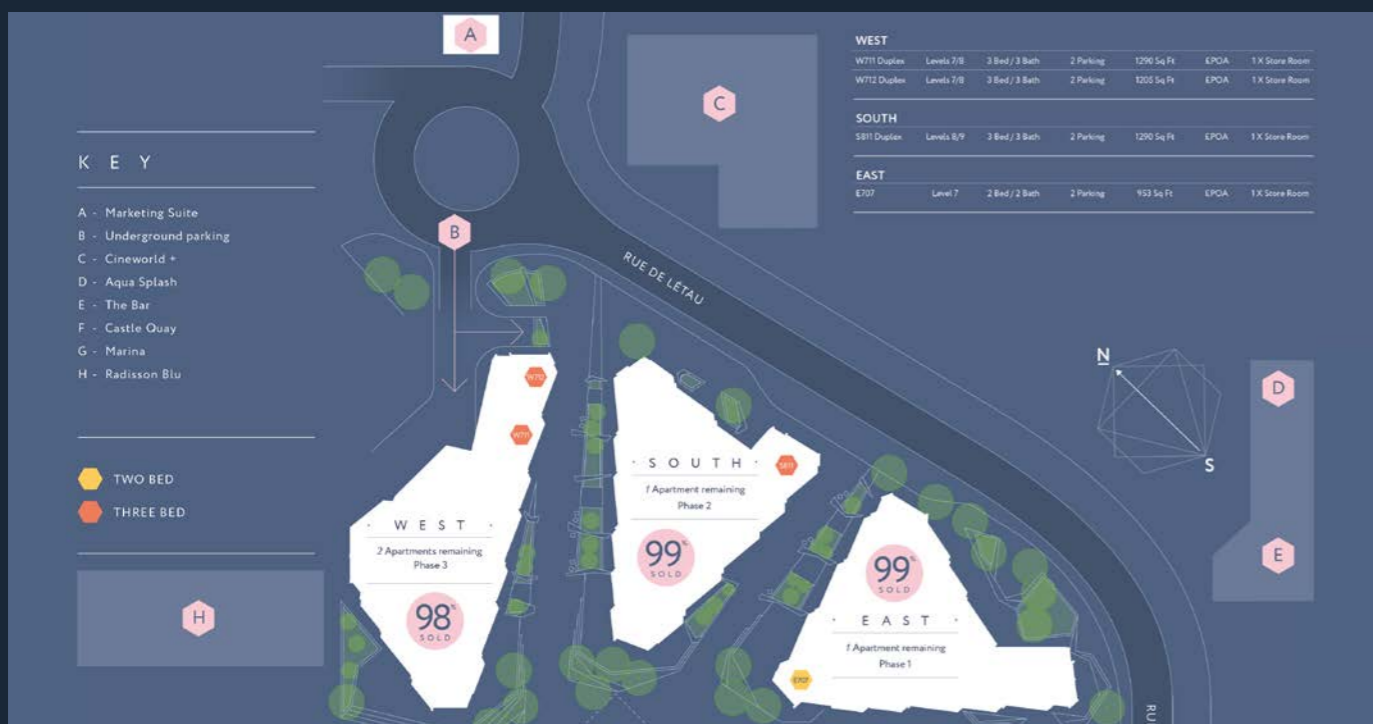 A
C
WEST
W711 Duplex Levels 7/8 3 Bed / 3 Bath 2 Parking 1290 Sq Ft £POA 1 X Store Room
W712 Duplex Levels 7/8 3 Bed / 3 Bath 2 Parking 1205 Sq Ft £POA 1 X Store Room
SOUTH
S811 Duplex Levels 8/9 3 Bed / 3 Bath 2 Parking 1290 Sq Ft £POA 1 X Store Room
EAST
E707 Level 7 2 Bed / 2 Bath 2 Parking 953 Sq Ft £POA 1 X Store Room
KEY
A - Marketing Suite
B - Underground parking
C - Cineworld +
D - Aqua Splash
E - The Bar
F - Castle Quay
G - Marina
H - Radisson Blu
TWO BED
THREE BED
B
RUE DE L'ÉTAU
N
S
D
E
H
W712
W711
· WEST ·
2 Apartments remaining
Phase 3
98%
SOLD
· SOUTH ·
S811
1 Apartment remaining
Phase 2
99%
SOLD
99%
SOLD
· EAST ·
1 Apartment remaining
Phase 1
E707
RU